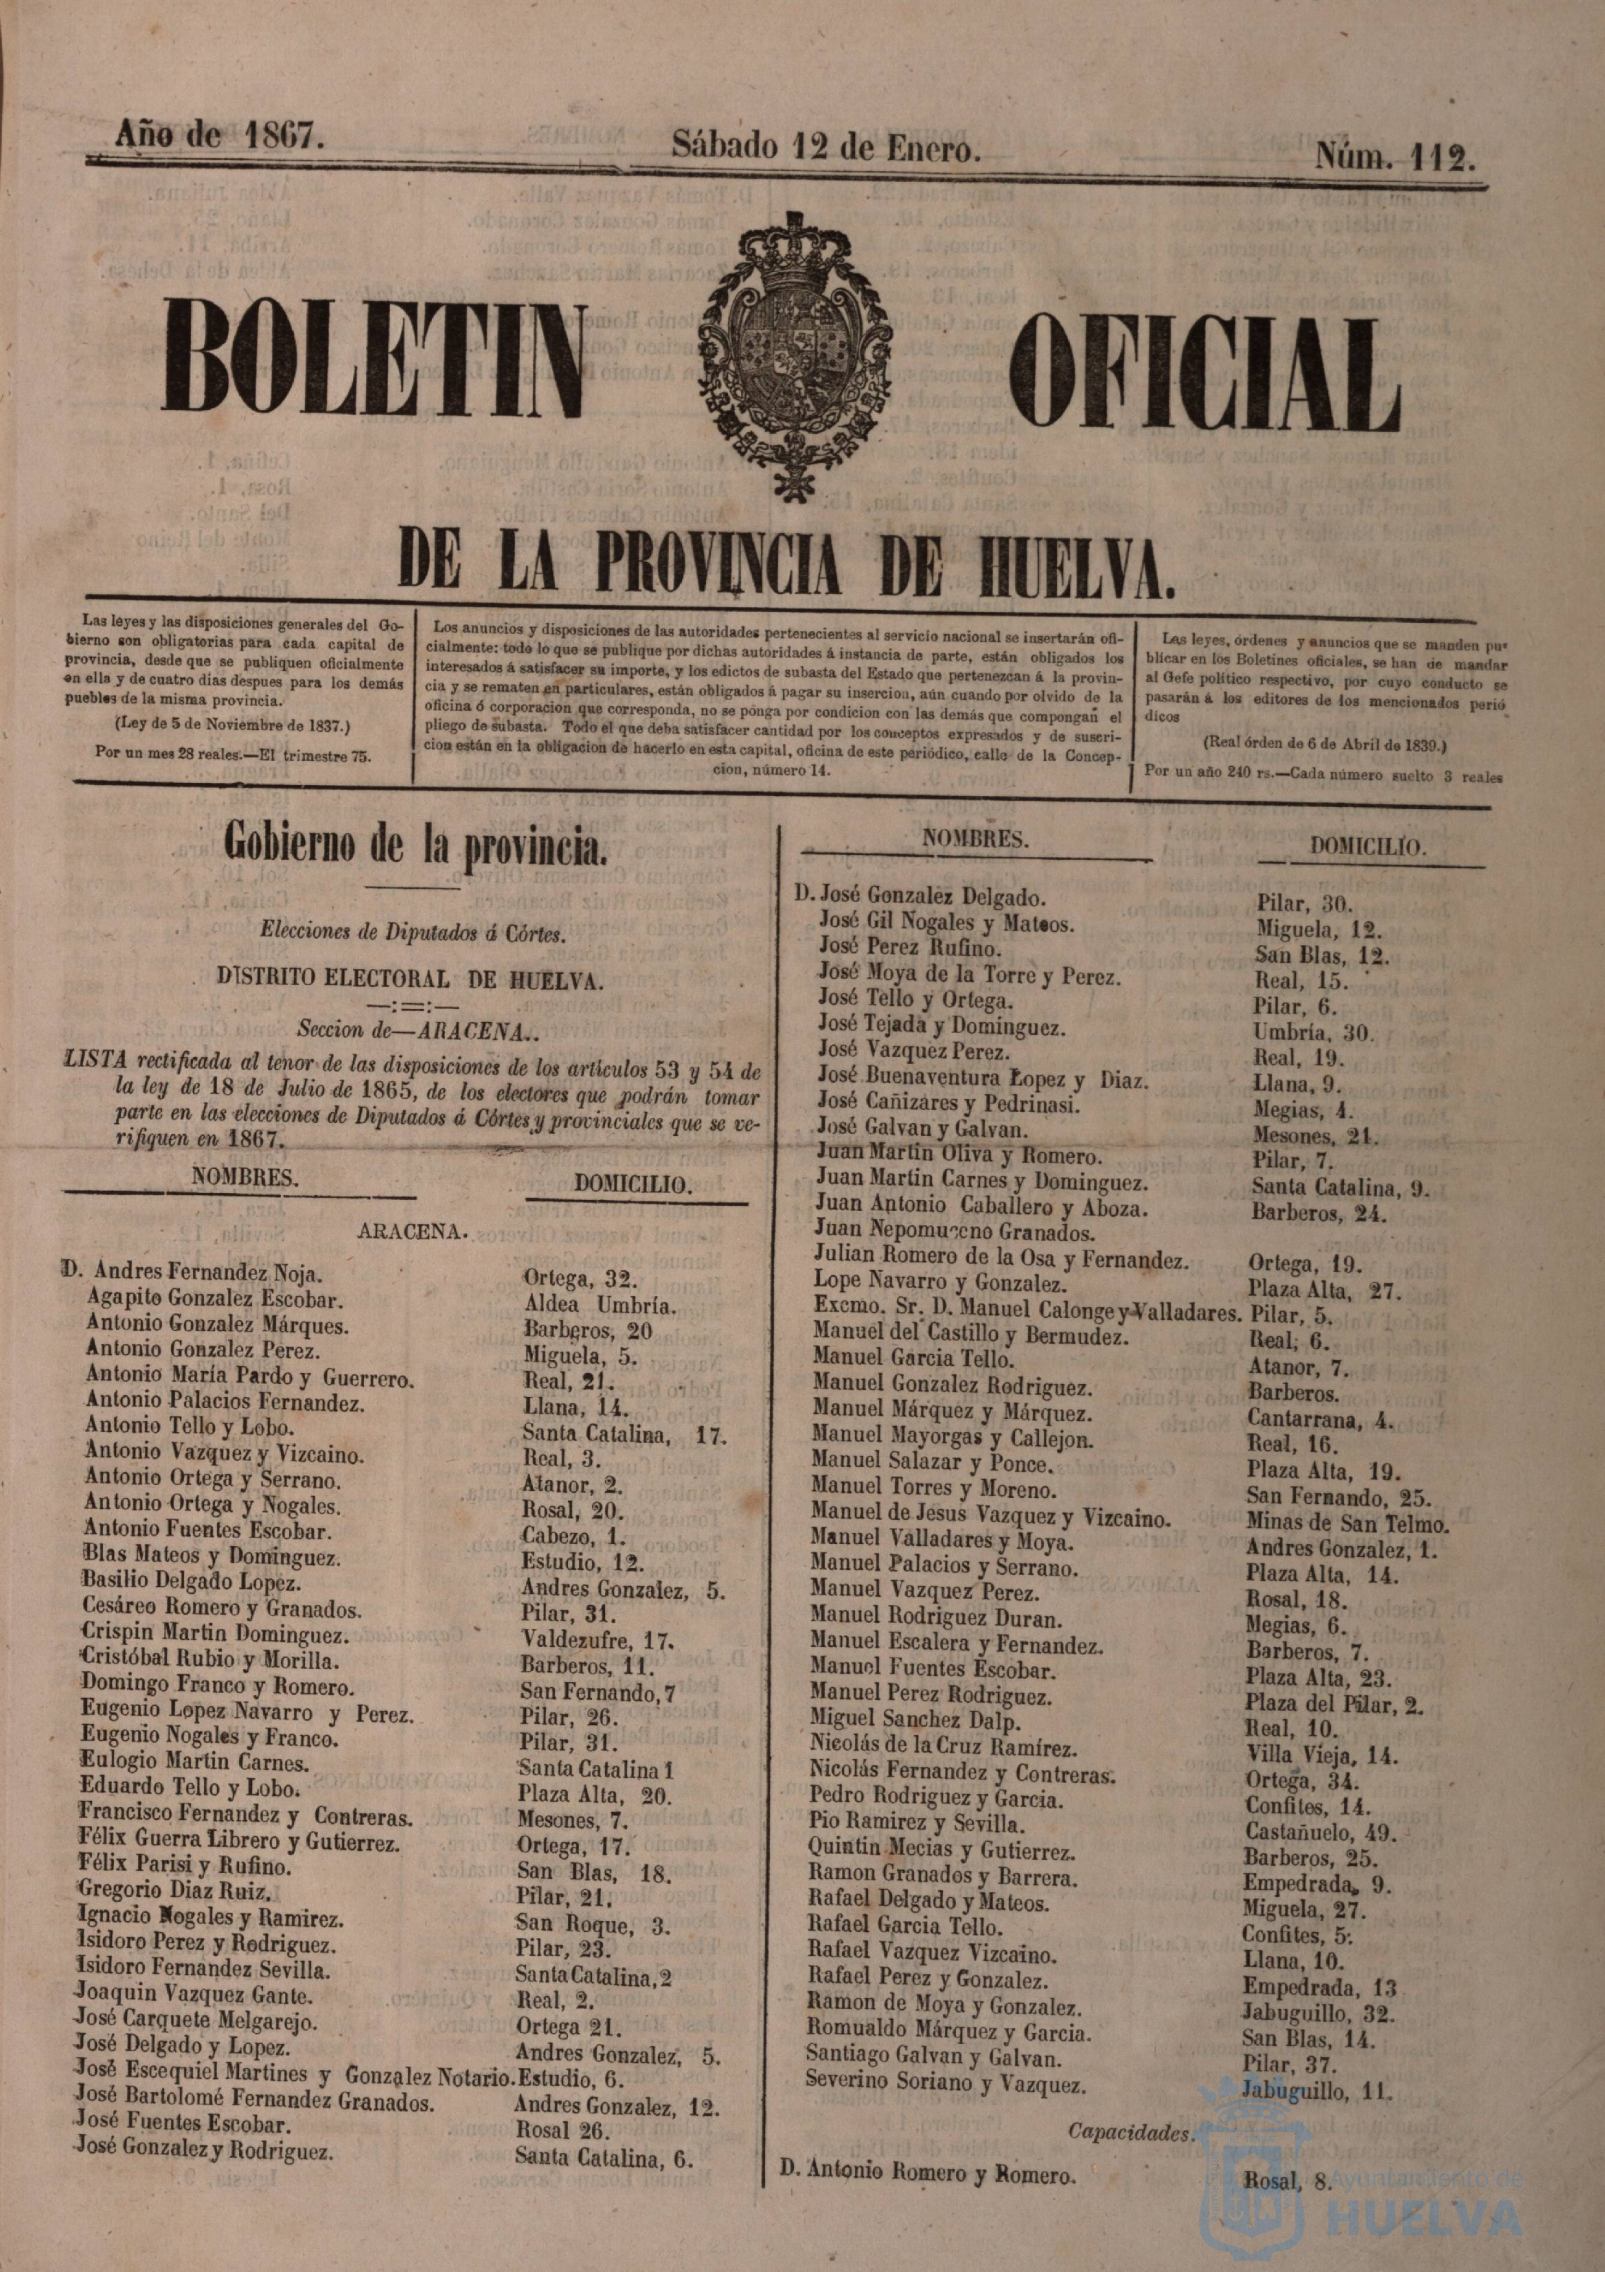 Año de 1867.
Sábado 12 de Enero.
Núm. 112.
BOLETIN OFICIAL
DE LA PROVINCIA DE HUELVA.
Las leyes y las disposiciones generales del Go-
bierno son obligatorias para cada capital de
provincia, desde que se publiquen oficialmente
en ella y de cuatro dias despues para los demás
pueblos de la misma provincia.
(Ley de 5 de Noviembre de 1837.)
Por un mes 28 reales.—El trimestre 75.
Los anuncios y disposiciones de las autoridades pertenecientes al servicio nacional se insertarán ofi-
cialmente: todo lo que se publique por dichas autoridades á instancia de parte, están obligados los
interesados á satisfacer su importe, y los edictos de subasta del Estado que pertenezcan á la provin-
cia y se rematen en particulares, están obligados á pagar su insercion, aún cuando por olvido de la
oficina ó corporacion que corresponda, no se ponga por condicion con las demás que compongan el
pliego de subasta. Todo el que deba satisfacer cantidad por los conceptos expresados y de suscri-
cion están en la obligacion de hacerlo en esta capital, oficina de este periódico, calle de la Concep-
cion, número 14.
Las leyes, órdenes y anuncios que se manden pu-
blicar en los Boletines oficiales, se han de mandar
al Gefe político respectivo, por cuyo conducto se
pasarán á los editores de los mencionados perió
dicos
(Real órden de 6 de Abril de 1839.)
Por un año 240 rs.—Cada número suelto 3 reales
Gobierno de la provincia.
Elecciones de Diputados á Córtes.
DISTRITO ELECTORAL DE HUELVA.
Seccion de—ARACENA..
LISTA rectificada al tenor de las disposiciones de los artículos 53 y 54 de
la ley de 18 de Julio de 1865, de los electores que podrán tomar
parte en las elecciones de Diputados á Córtes y provinciales que se ve-
rifiquen en 1867.
NOMBRES. DOMICILIO.
ARACENA.
D. Andres Fernandez Noja. Ortega, 32.
Agapito Gonzalez Escobar. Aldea Umbría.
Antonio Gonzalez Márques. Barberos, 20
Antonio Gonzalez Perez. Miguela, 5.
Antonio María Pardo y Guerrero. Real, 21.
Antonio Palacios Fernandez. Llana, 14.
Antonio Tello y Lobo. Santa Catalina, 17.
Antonio Vazquez y Vizcaino. Real, 3.
Antonio Ortega y Serrano. Atanor, 2.
Antonio Ortega y Nogales. Rosal, 20.
Antonio Fuentes Escobar. Cabezo, 1.
Blas Mateos y Dominguez. Estudio, 12.
Basilio Delgado Lopez. Andres Gonzalez, 5.
Cesáreo Romero y Granados. Pilar, 31.
Crispin Martin Dominguez. Valdezufre, 17.
Cristóbal Rubio y Morilla. Barberos, 11.
Domingo Franco y Romero. San Fernando, 7
Eugenio Lopez Navarro y Perez. Pilar, 26.
Eugenio Nogales y Franco. Pilar, 31.
Eulogio Martin Carnes. Santa Catalina 1
Eduardo Tello y Lobo. Plaza Alta, 20.
Francisco Fernandez y Contreras. Mesones, 7.
Félix Guerra Librero y Gutierrez. Ortega, 17.
Félix Parisi y Rufino. San Blas, 18.
Gregorio Diaz Ruiz. Pilar, 21.
Ignacio Nogales y Ramirez. San Roque, 3.
Isidoro Perez y Rodriguez. Pilar, 23.
Isidoro Fernandez Sevilla. Santa Catalina, 2
Joaquin Vazquez Gante. Real, 2.
José Carquete Melgarejo. Ortega 21.
José Delgado y Lopez. Andres Gonzalez, 5.
José Escequiel Martines y Gonzalez Notario. Estudio, 6.
José Bartolomé Fernandez Granados. Andres Gonzalez, 12.
José Fuentes Escobar. Rosal 26.
José Gonzalez y Rodriguez. Santa Catalina, 6.
NOMBRES. DOMICILIO.
D. José Gonzalez Delgado. Pilar, 30.
José Gil Nogales y Mateos. Miguela, 12.
José Perez Rufino. San Blas, 12.
José Moya de la Torre y Perez. Real, 15.
José Tello y Ortega. Pilar, 6.
José Tejada y Dominguez. Umbría, 30.
José Vazquez Perez. Real, 19.
José Buenaventura Lopez y Diaz. Llana, 9.
José Cañizares y Pedrinasi. Megias, 4.
José Galvan y Galvan. Mesones, 21.
Juan Martin Oliva y Romero. Pilar, 7.
Juan Martin Carnes y Dominguez. Santa Catalina, 9.
Juan Antonio Caballero y Aboza. Barberos, 24.
Juan Nepomuceno Granados.
Julian Romero de la Osa y Fernandez. Ortega, 19.
Lope Navarro y Gonzalez. Plaza Alta, 27.
Excmo. Sr. D. Manuel Calonge y Valladares. Pilar, 5.
Manuel del Castillo y Bermudez. Real, 6.
Manuel Garcia Tello. Atanor, 7.
Manuel Gonzalez Rodriguez. Barberos.
Manuel Márquez y Márquez. Cantarrana, 4.
Manuel Mayorgas y Callejon. Real, 16.
Manuel Salazar y Ponce. Plaza Alta, 19.
Manuel Torres y Moreno. San Fernando, 25.
Manuel de Jesus Vazquez y Vizcaino. Minas de San Telmo.
Manuel Valladares y Moya. Andres Gonzalez, 1.
Manuel Palacios y Serrano. Plaza Alta, 14.
Manuel Vazquez Perez. Rosal, 18.
Manuel Rodriguez Duran. Megias, 6.
Manuel Escalera y Fernandez. Barberos, 7.
Manuel Fuentes Escobar. Plaza Alta, 23.
Manuel Perez Rodriguez. Plaza del Pilar, 2.
Miguel Sanchez Dalp. Real, 10.
Nicolás de la Cruz Ramírez. Villa Vieja, 14.
Nicolás Fernandez y Contreras. Ortega, 34.
Pedro Rodriguez y Garcia. Confites, 14.
Pio Ramirez y Sevilla. Castañuelo, 49.
Quintin Mecias y Gutierrez. Barberos, 25.
Ramon Granados y Barrera. Empedrada, 9.
Rafael Delgado y Mateos. Miguela, 27.
Rafael Garcia Tello. Confites, 5.
Rafael Vazquez Vizcaino. Llana, 10.
Rafael Perez y Gonzalez. Empedrada, 13
Ramon de Moya y Gonzalez. Jabuguillo, 32.
Romualdo Márquez y Garcia. San Blas, 14.
Santiago Galvan y Galvan. Pilar, 37.
Severino Soriano y Vazquez. Jabuguillo, 11.
Capacidades.
D. Antonio Romero y Romero. Rosal, 8.
Ayuntamiento de
HUELVA